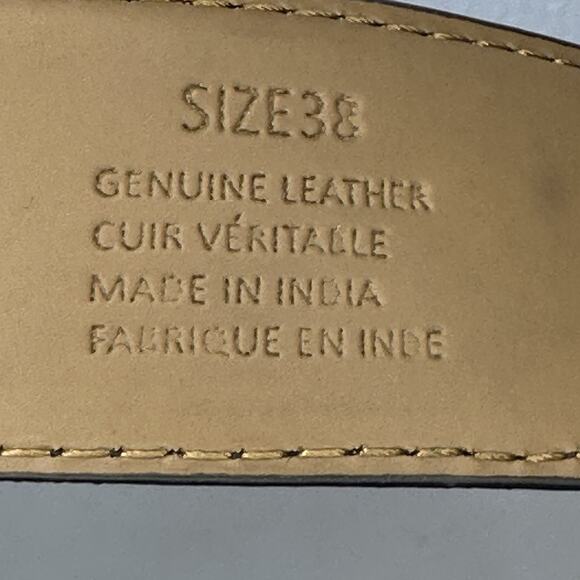 SIZE38
GENUINE LEATHER
CUIR VÉRITABLE
MADE IN INDIA
FABRIQUE EN INDE